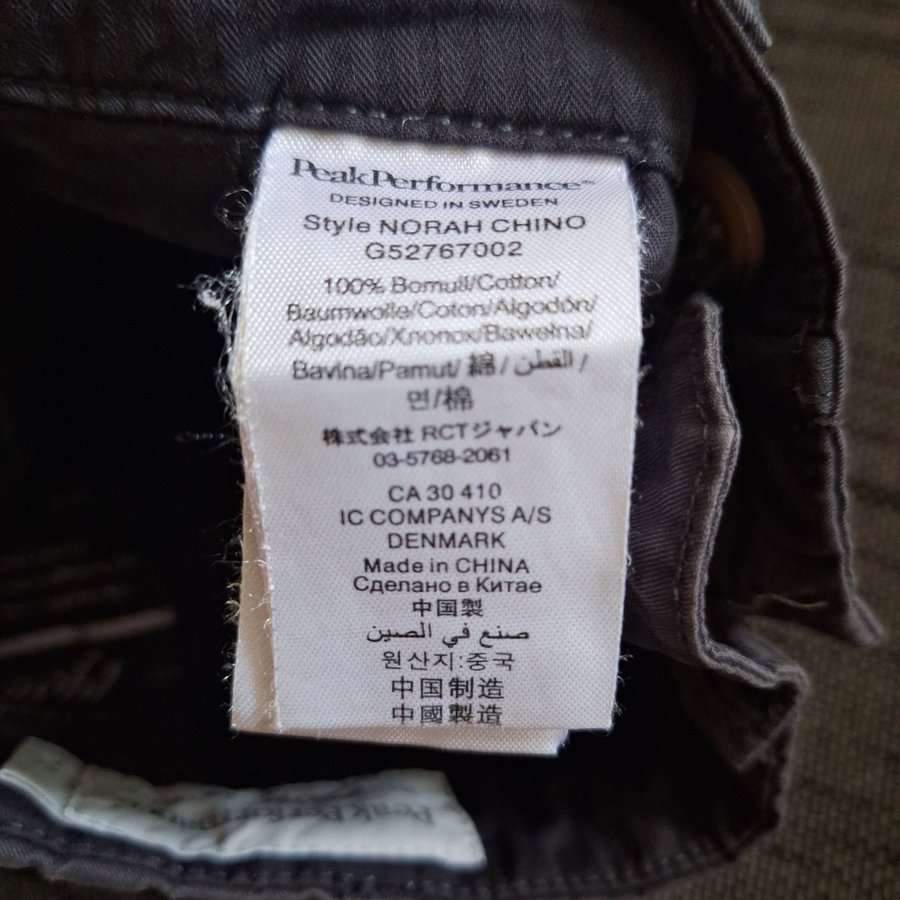 PeakPerformance®
DESIGNED IN SWEDEN
Style NORAH CHINO
G52767002
100% Bomull/Cotton/
Baumwolle/Coton/Algodón/
Algodão/Хлопок/Bawełna/
Bavlna/Pamut/ 綿 / القطن /
면/棉
株式会社 RCTジャパン
03-5768-2061
CA 30 410
IC COMPANYS A/S
DENMARK
Made in CHINA
Сделано в Китае
中国製
صنع في الصين
원산지:중국
中国制造
中國製造
PeakPerformance